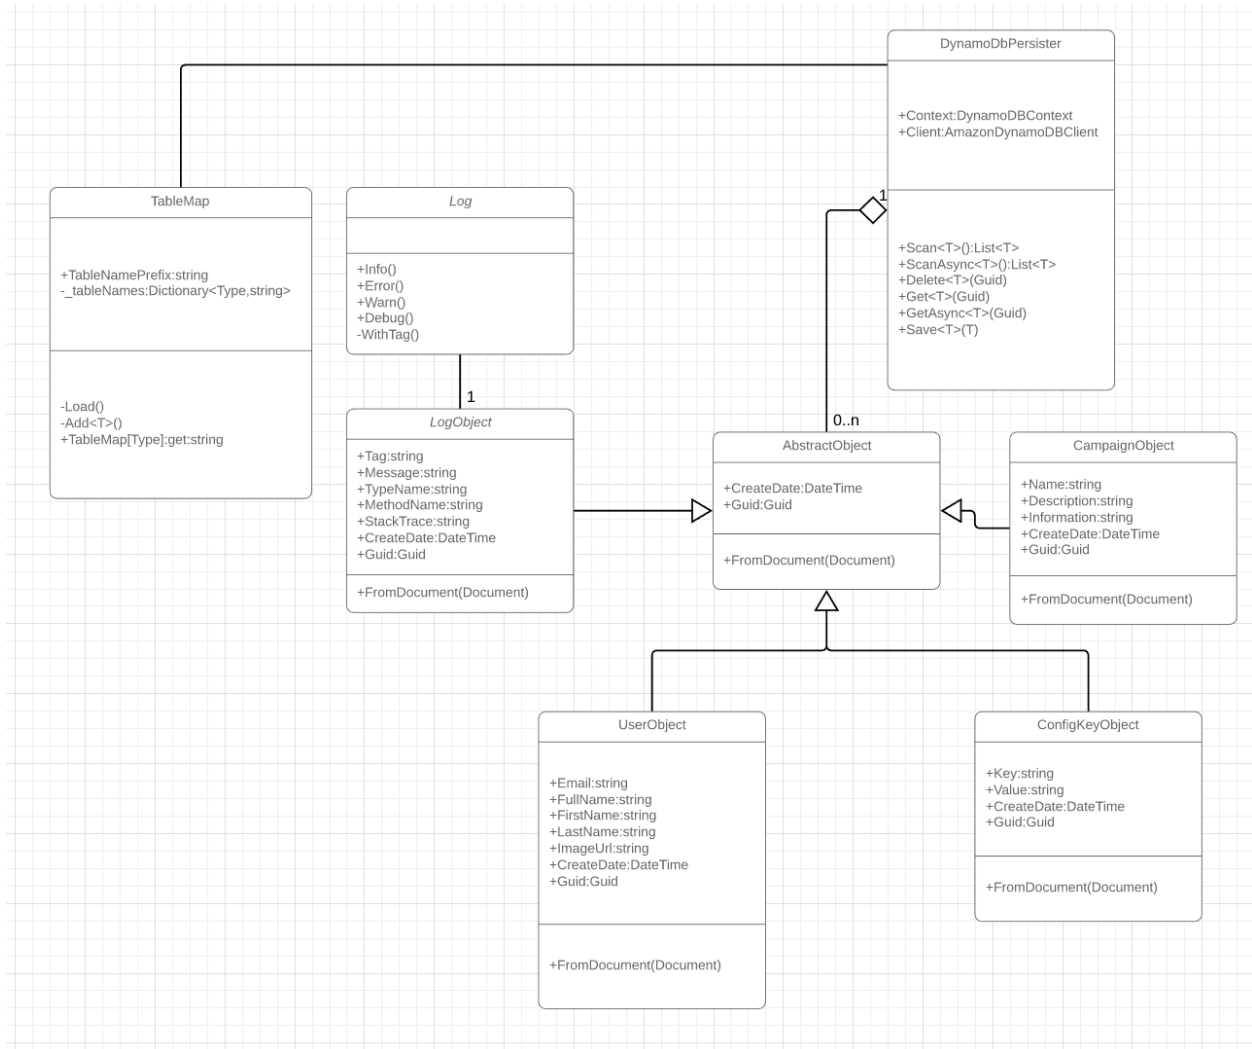 DynamoDbPersister
+Context:DynamoDBContext
+Client:AmazonDynamoDBClient
1
+Scan<T>():List<T>
+ScanAsync<T>():List<T>
+Delete<T>(Guid)
+Get<T>(Guid)
+GetAsync<T>(Guid)
+Save<T>(T)
TableMap
+TableNamePrefix:string
-_tableNames:Dictionary<Type,string>
-Load()
-Add<T>()
+TableMap[Type]:get:string
Log
+Info()
+Error()
+Warn()
+Debug()
-WithTag()
1
LogObject
+Tag:string
+Message:string
+TypeName:string
+MethodName:string
+StackTrace:string
+CreateDate:DateTime
+Guid:Guid
+FromDocument(Document)
0..n
AbstractObject
+CreateDate:DateTime
+Guid:Guid
+FromDocument(Document)
CampaignObject
+Name:string
+Description:string
+Information:string
+CreateDate:DateTime
+Guid:Guid
+FromDocument(Document)
UserObject
+Email:string
+FullName:string
+FirstName:string
+LastName:string
+ImageUrl:string
+CreateDate:DateTime
+Guid:Guid
+FromDocument(Document)
ConfigKeyObject
+Key:string
+Value:string
+CreateDate:DateTime
+Guid:Guid
+FromDocument(Document)